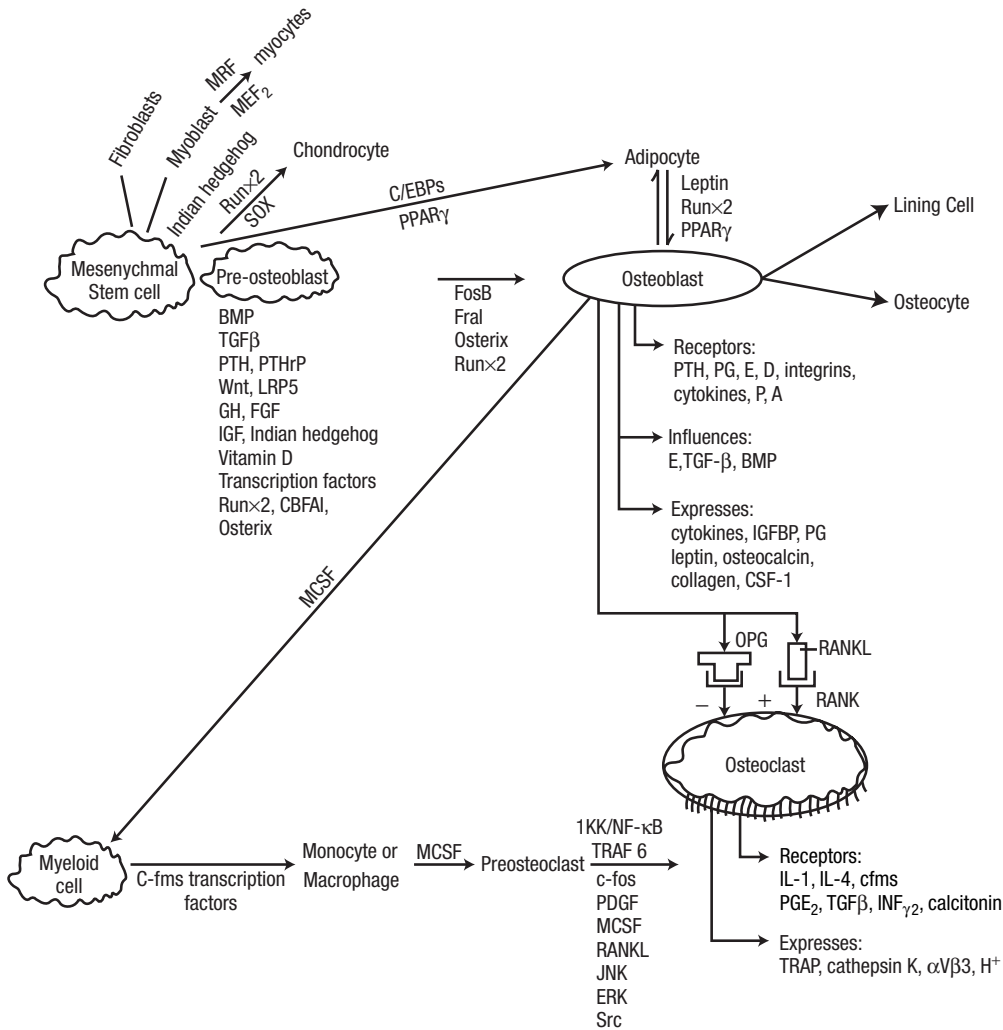 Fibroblasts
Myoblast
MRF
MEF₂
myocytes
Indian hedgehog
Run×2
SOX
Chondrocyte
C/EBPs
PPARγ
Adipocyte
Leptin
Run×2
PPARγ
Lining Cell
Osteocyte
Mesenychmal
Stem cell
Pre-osteoblast
BMP
TGFβ
PTH, PTHrP
Wnt, LRP5
GH, FGF
IGF, Indian hedgehog
Vitamin D
Transcription factors
Run×2, CBFAI,
Osterix
FosB
Fral
Osterix
Run×2
Osteoblast
Receptors:
PTH, PG, E, D, integrins,
cytokines, P, A
Influences:
E,TGF-β, BMP
Expresses:
cytokines, IGFBP, PG
leptin, osteocalcin,
collagen, CSF-1
MCSF
OPG
RANKL
– +
RANK
Osteoclast
Myeloid
cell
C-fms transcription
factors
Monocyte or
Macrophage
MCSF
Preosteoclast
1KK/NF-κB
TRAF 6
c-fos
PDGF
MCSF
RANKL
JNK
ERK
Src
Receptors:
IL-1, IL-4, cfms
PGE₂, TGFβ, INFγ₂, calcitonin
Expresses:
TRAP, cathepsin K, αVβ3, H⁺